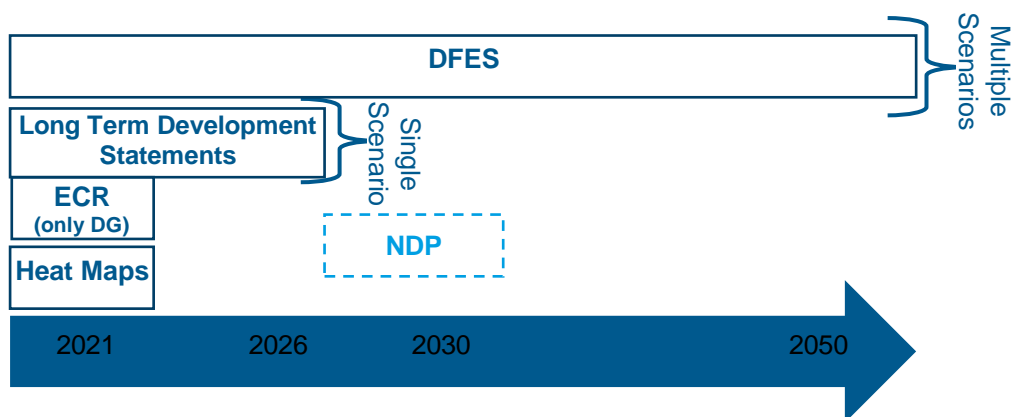 DFES
Multiple
Scenarios
Long Term Development
Statements
Single
Scenario
ECR
(only DG)
NDP
Heat Maps
2021
2026
2030
2050